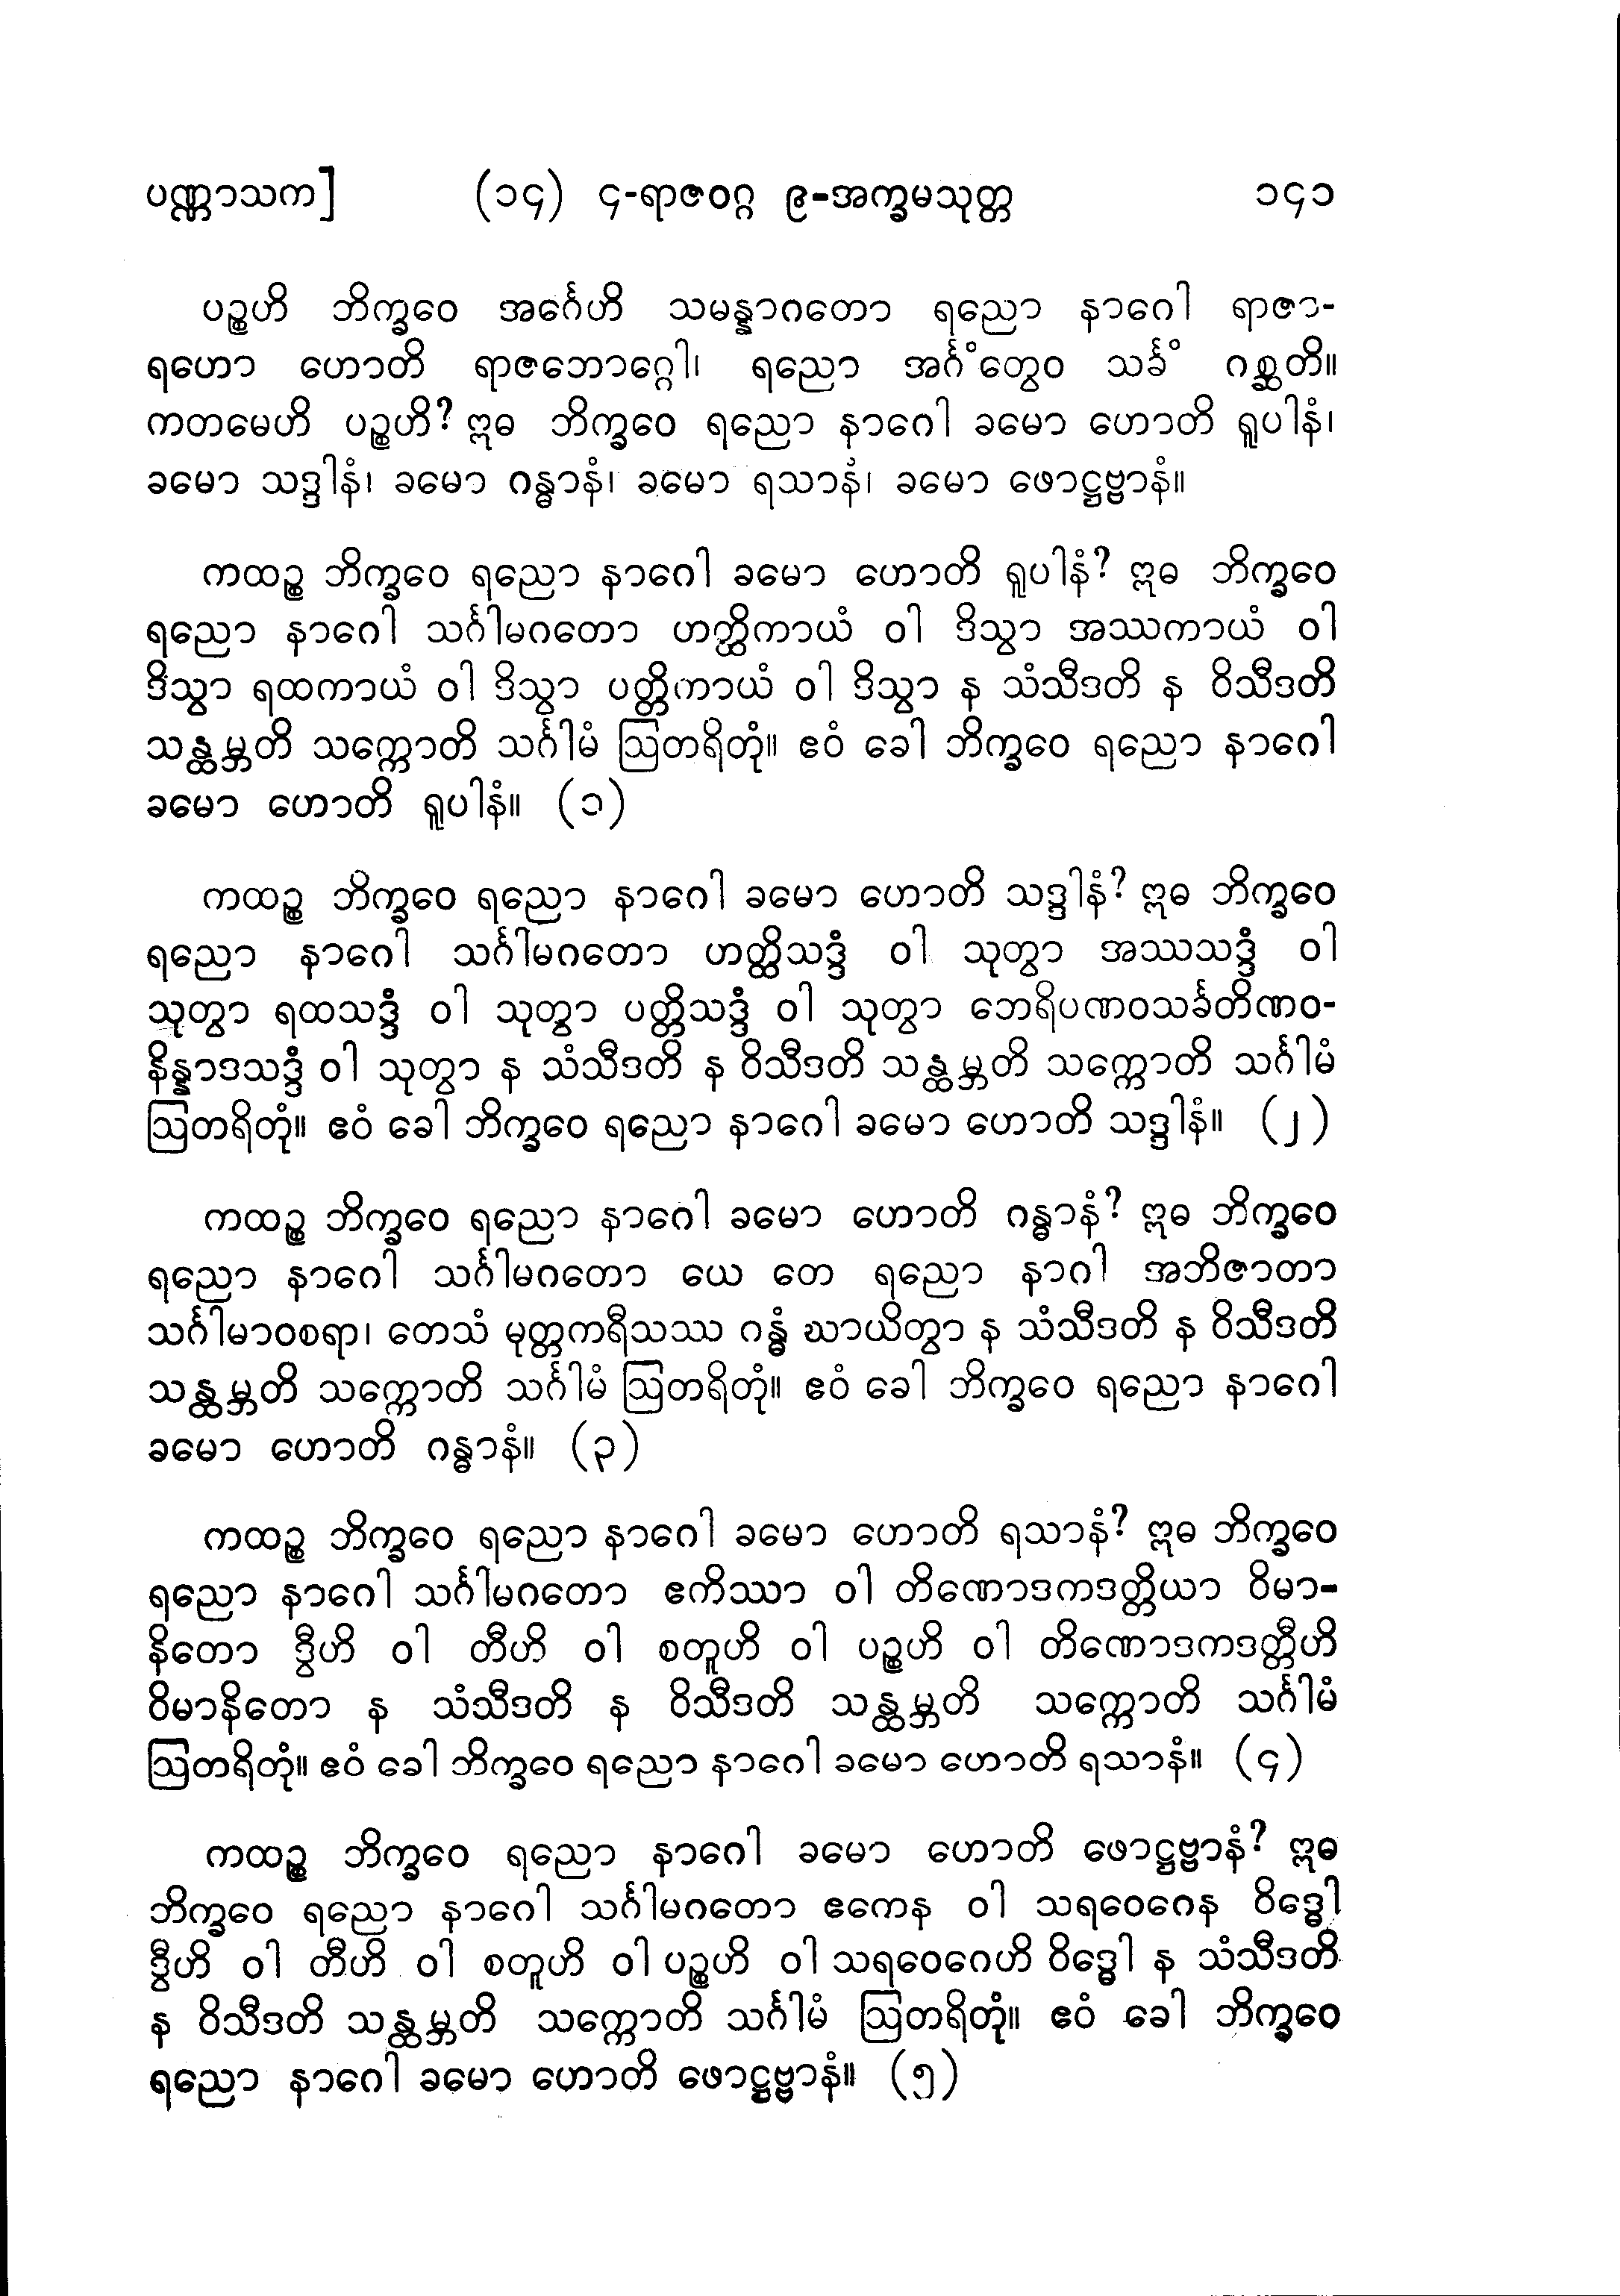 ပဏ္ဏာသက] (၁၄) ၄-ရာဇဝဂ္ဂ ၉-အက္ခမသုတ္တ ၁၄၁
ပဉ္စဟိ ဘိက္ခဝေ အင်္ဂေဟိ သမန္နာဂတော ရညော နာဂေါ ရာဇာ-
ရဟော ဟောတိ ရာဇဘောဂ္ဂေါ၊ ရညော အင်္ဂံတွေဝ သင်္ခံ ဂစ္ဆတိ။
ကတမေဟိ ပဉ္စဟိ? ဣဓ ဘိက္ခဝေ ရညော နာဂေါ ခမော ဟောတိ ရူပါနံ၊
ခမော သဒ္ဒါနံ၊ ခမော ဂန္ဓာနံ၊ ခမော ရသာနံ၊ ခမော ဖောဋ္ဌဗ္ဗာနံ။
ကထဉ္စ ဘိက္ခဝေ ရညော နာဂေါ ခမော ဟောတိ ရူပါနံ? ဣဓ ဘိက္ခဝေ
ရညော နာဂေါ သင်္ဂါမဂတော ဟတ္ထိကာယံ ဝါ ဒိသွာ အဿကာယံ ဝါ
ဒိသွာ ရထကာယံ ဝါ ဒိသွာ ပတ္တိကာယံ ဝါ ဒိသွာ န သံသီဒတိ န ဝိသီဒတိ
သန္ထမ္ဘတိ သက္ကောတိ သင်္ဂါမံ ဩတရိတုံ။ ဧဝံ ခေါ ဘိက္ခဝေ ရညော နာဂေါ
ခမော ဟောတိ ရူပါနံ။ (၁)
ကထဉ္စ ဘိက္ခဝေ ရညော နာဂေါ ခမော ဟောတိ သဒ္ဒါနံ? ဣဓ ဘိက္ခဝေ
ရညော နာဂေါ သင်္ဂါမဂတော ဟတ္ထိသဒ္ဒံ ဝါ သုတွာ အဿသဒ္ဒံ ဝါ
သုတွာ ရထသဒ္ဒံ ဝါ သုတွာ ပတ္တိသဒ္ဒံ ဝါ သုတွာ ဘေရိပဏဝသင်္ခတိဏဝ-
နိန္နာဒသဒ္ဒံ ဝါ သုတွာ န သံသီဒတိ န ဝိသီဒတိ သန္ထမ္ဘတိ သက္ကောတိ သင်္ဂါမံ
ဩတရိတုံ။ ဧဝံ ခေါ ဘိက္ခဝေ ရညော နာဂေါ ခမော ဟောတိ သဒ္ဒါနံ။ (၂)
ကထဉ္စ ဘိက္ခဝေ ရညော နာဂေါ ခမော ဟောတိ ဂန္ဓာနံ? ဣဓ ဘိက္ခဝေ
ရညော နာဂေါ သင်္ဂါမဂတော ယေ တေ ရညော နာဂါ အဘိဇာတာ
သင်္ဂါမာဝစရာ၊ တေသံ မုတ္တကရီသဿ ဂန္ဓံ ဃာယိတွာ န သံသီဒတိ န ဝိသီဒတိ
သန္ထမ္ဘတိ သက္ကောတိ သင်္ဂါမံ ဩတရိတုံ။ ဧဝံ ခေါ ဘိက္ခဝေ ရညော နာဂေါ
ခမော ဟောတိ ဂန္ဓာနံ။ (၃)
ကထဉ္စ ဘိက္ခဝေ ရညော နာဂေါ ခမော ဟောတိ ရသာနံ? ဣဓ ဘိက္ခဝေ
ရညော နာဂေါ သင်္ဂါမဂတော ဧကိဿာ ဝါ တိဏောဒကဒတ္တိယာ ဝိမာ-
နိတော ဒွီဟိ ဝါ တီဟိ ဝါ စတူဟိ ဝါ ပဉ္စဟိ ဝါ တိဏောဒကဒတ္တီဟိ
ဝိမာနိတော န သံသီဒတိ န ဝိသီဒတိ သန္ထမ္ဘတိ သက္ကောတိ သင်္ဂါမံ
ဩတရိတုံ။ ဧဝံ ခေါ ဘိက္ခဝေ ရညော နာဂေါ ခမော ဟောတိ ရသာနံ။ (၄)
ကထဉ္စ ဘိက္ခဝေ ရညော နာဂေါ ခမော ဟောတိ ဖောဋ္ဌဗ္ဗာနံ? ဣဓ
ဘိက္ခဝေ ရညော နာဂေါ သင်္ဂါမဂတော ဧကေန ဝါ သရဝေဂေန ဝိဒ္ဓေါ
ဒွီဟိ ဝါ တီဟိ ဝါ စတူဟိ ဝါ ပဉ္စဟိ ဝါ သရဝေဂေဟိ ဝိဒ္ဓေါ န သံသီဒတိ
န ဝိသီဒတိ သန္ထမ္ဘတိ သက္ကောတိ သင်္ဂါမံ ဩတရိတုံ။ ဧဝံ ခေါ ဘိက္ခဝေ
ရညော နာဂေါ ခမော ဟောတိ ဖောဋ္ဌဗ္ဗာနံ။ (၅)